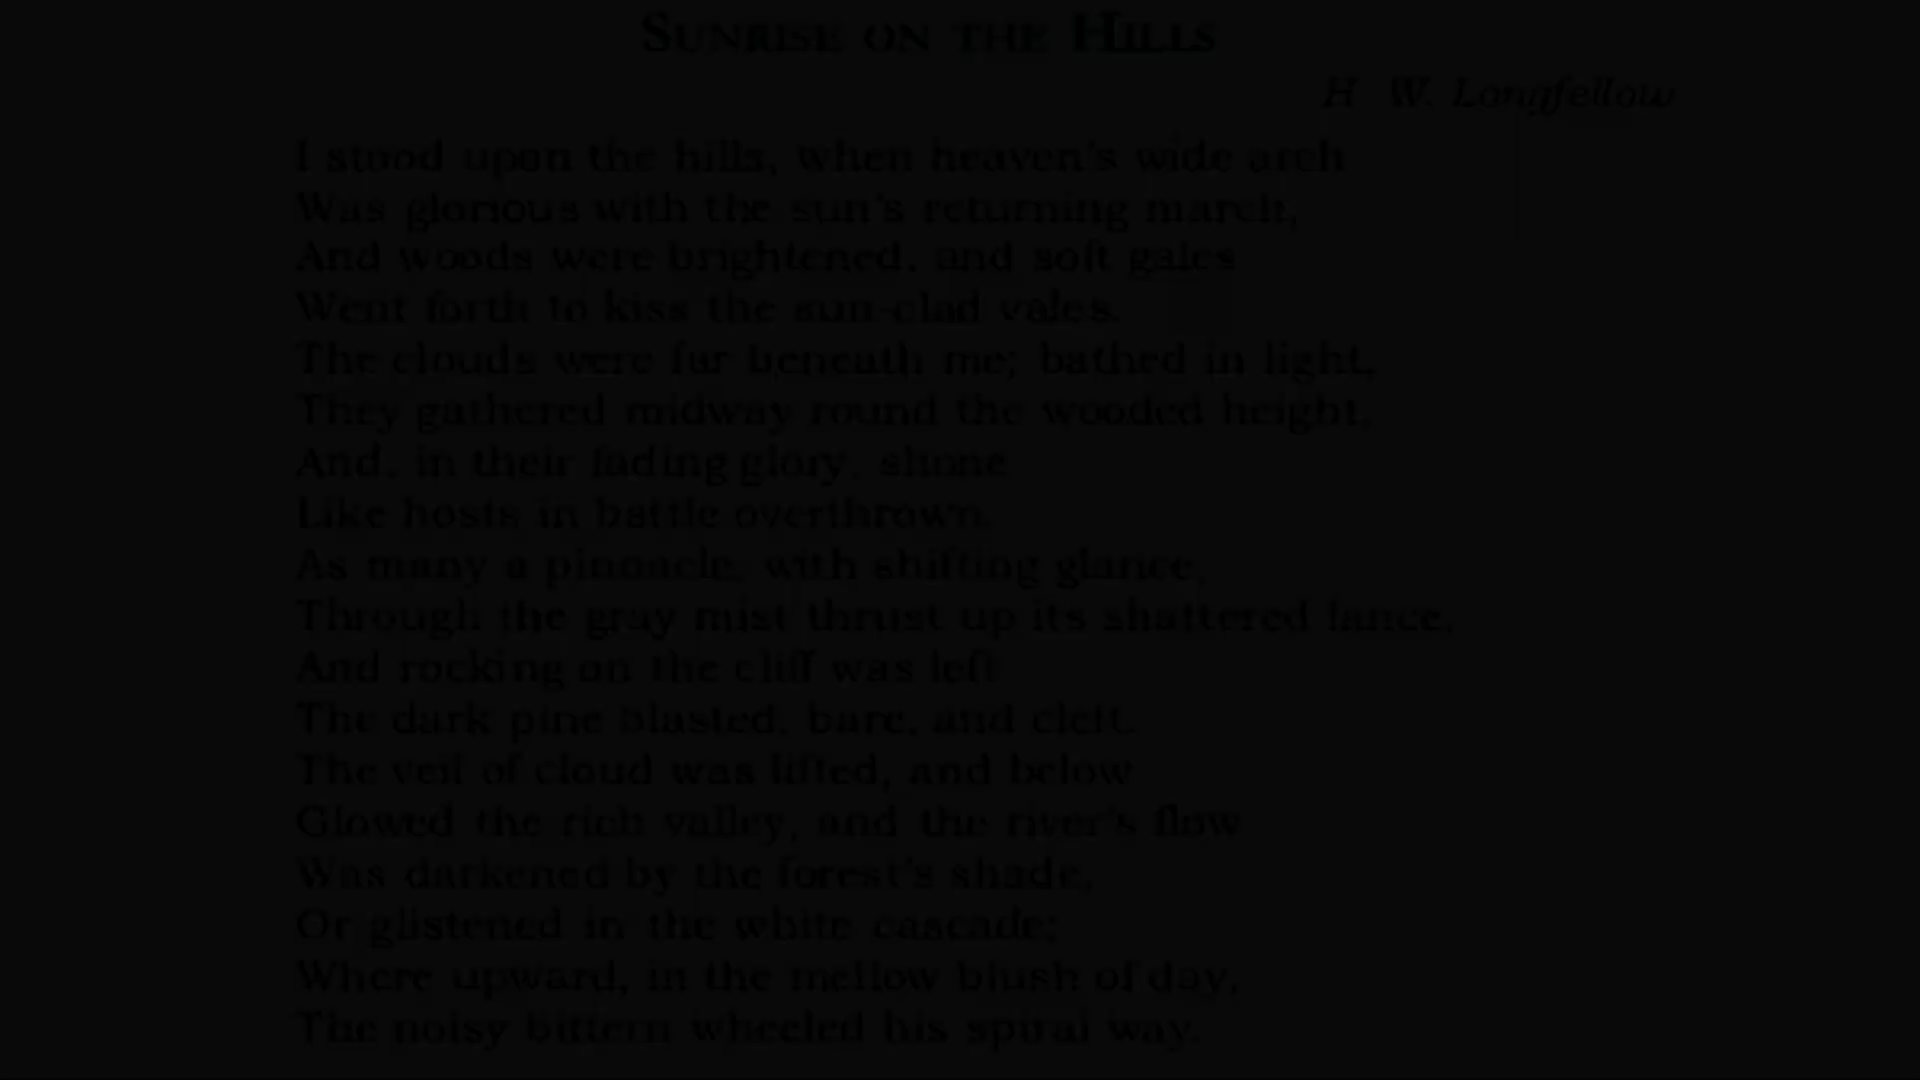 SUNRISE ON THE HILLS
H W. Longfellow
I stood upon the hills, when heaven's wide arch
Was glorious with the sun's returning march,
And woods were brightened, and soft gales
Went forth to kiss the sun-clad vales.
The clouds were far beneath me; bathed in light,
They gathered midway round the wooded height,
And, in their fading glory, shone
Like hosts in battle overthrown.
As many a pinnacle, with shifting glance,
Through the gray mist thrust up its shattered lance,
And rocking on the cliff was left
The dark pine blasted, bare, and cleft.
The veil of cloud was lifted, and below
Glowed the rich valley, and the river's flow
Was darkened by the forest's shade,
Or glistened in the white cascade;
Where upward, in the mellow blush of day,
The noisy bittern wheeled his spiral way.